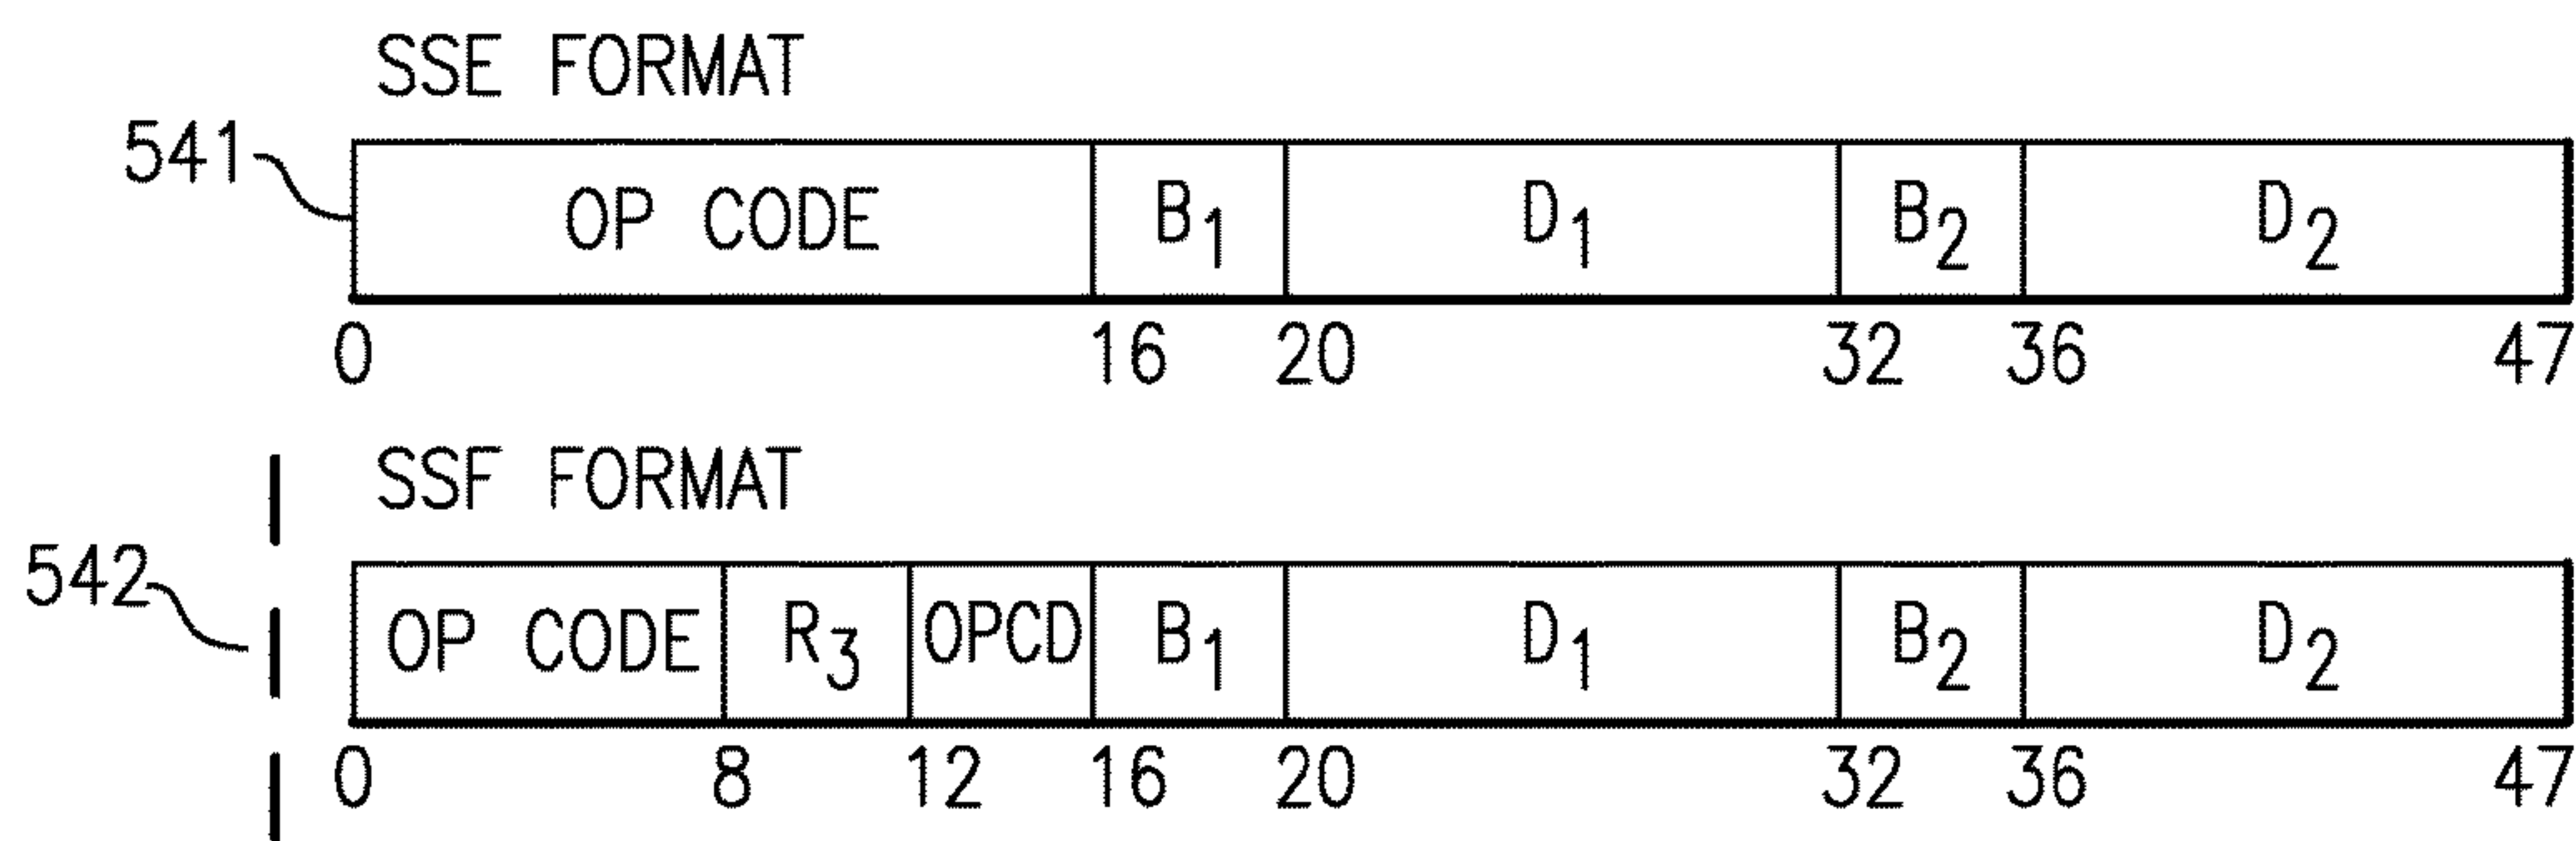 SSE FORMAT
541
OP CODE B1 D1 B2 D2
0 16 20 32 36 47
SSF FORMAT
542
OP CODE R3 OPCD B1 D1 B2 D2
0 8 12 16 20 32 36 47